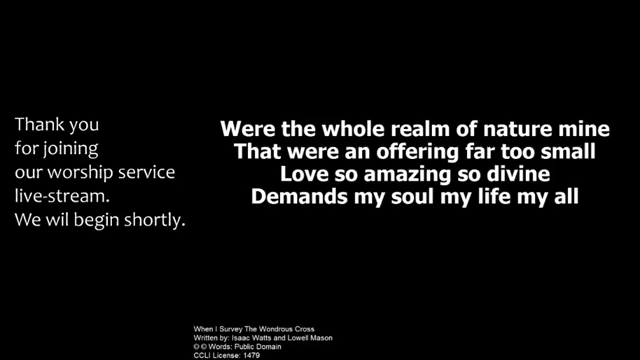 Thank you
for joining
our worship service
live-stream.
We wil begin shortly.
Were the whole realm of nature mine
That were an offering far too small
Love so amazing so divine
Demands my soul my life my all
When I Survey The Wondrous Cross
Written by: Isaac Watts and Lowell Mason
© © Words: Public Domain
CCLI License: 1479